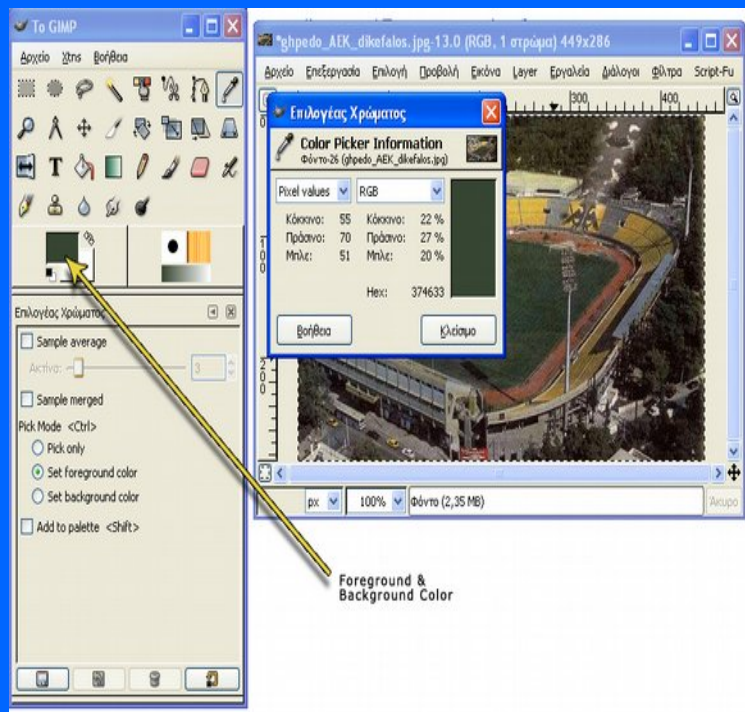 Το GIMP
Αρχείο Xtns Βοήθεια
Επιλογέας Χρώματος
Sample average
Ακτίνα: 3
Sample merged
Pick Mode <Ctrl>
Pick only
Set foreground color
Set background color
Add to palette <Shift>
*ghpedo_AEK_dikefalos.jpg-13.0 (RGB, 1 στρώμα) 449x286
Αρχείο Επεξεργασία Επιλογή Προβολή Εικόνα Layer Εργαλεία Διάλογοι Φίλτρα Script-Fu
300 400
Επιλογέας Χρώματος
Color Picker Information
Φόντο-26 (ghpedo_AEK_dikefalos.jpg)
Pixel values RGB
Κόκκινο: 55 Κόκκινο: 22 %
Πράσινο: 70 Πράσινο: 27 %
Μπλε: 51 Μπλε: 20 %
Hex: 374633
Βοήθεια Κλείσιμο
px 100% Φόντο (2,35 MB) Άκυρο
Foreground &
Background Color